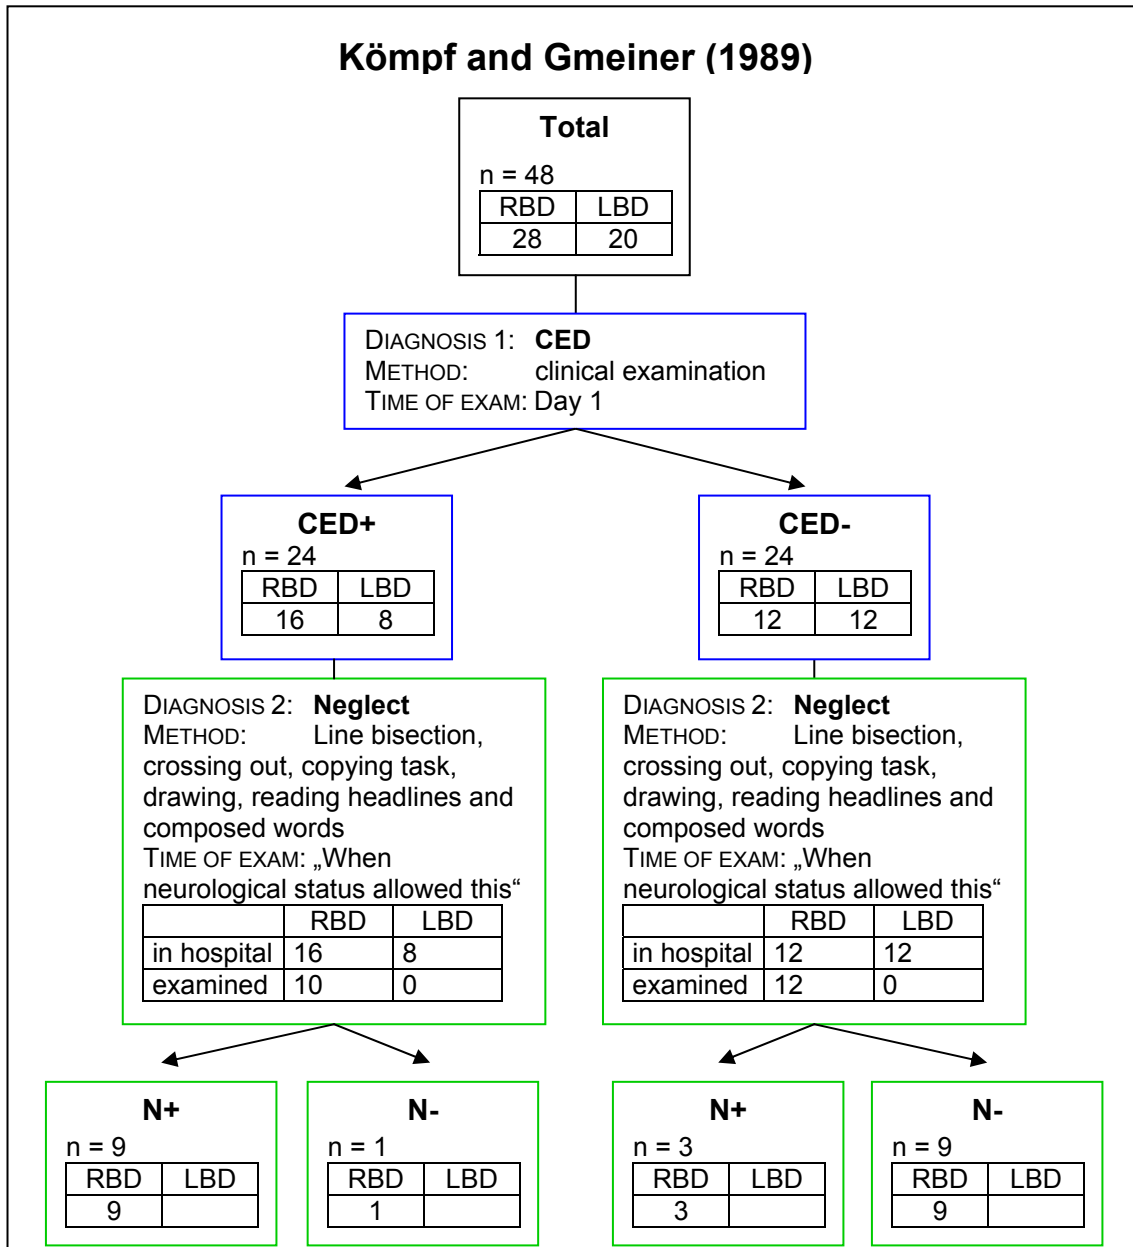 Kömpf and Gmeiner (1989)
Total
n = 48
RBD LBD
28 20
DIAGNOSIS 1: CED
METHOD: clinical examination
TIME OF EXAM: Day 1
CED+
n = 24
RBD LBD
16 8
CED-
n = 24
RBD LBD
12 12
DIAGNOSIS 2: Neglect
METHOD: Line bisection,
crossing out, copying task,
drawing, reading headlines and
composed words
TIME OF EXAM: „When
neurological status allowed this“
RBD LBD
in hospital 16 8
examined 10 0
DIAGNOSIS 2: Neglect
METHOD: Line bisection,
crossing out, copying task,
drawing, reading headlines and
composed words
TIME OF EXAM: „When
neurological status allowed this“
RBD LBD
in hospital 12 12
examined 12 0
N+
n = 9
RBD LBD
9
N-
n = 1
RBD LBD
1
N+
n = 3
RBD LBD
3
N-
n = 9
RBD LBD
9